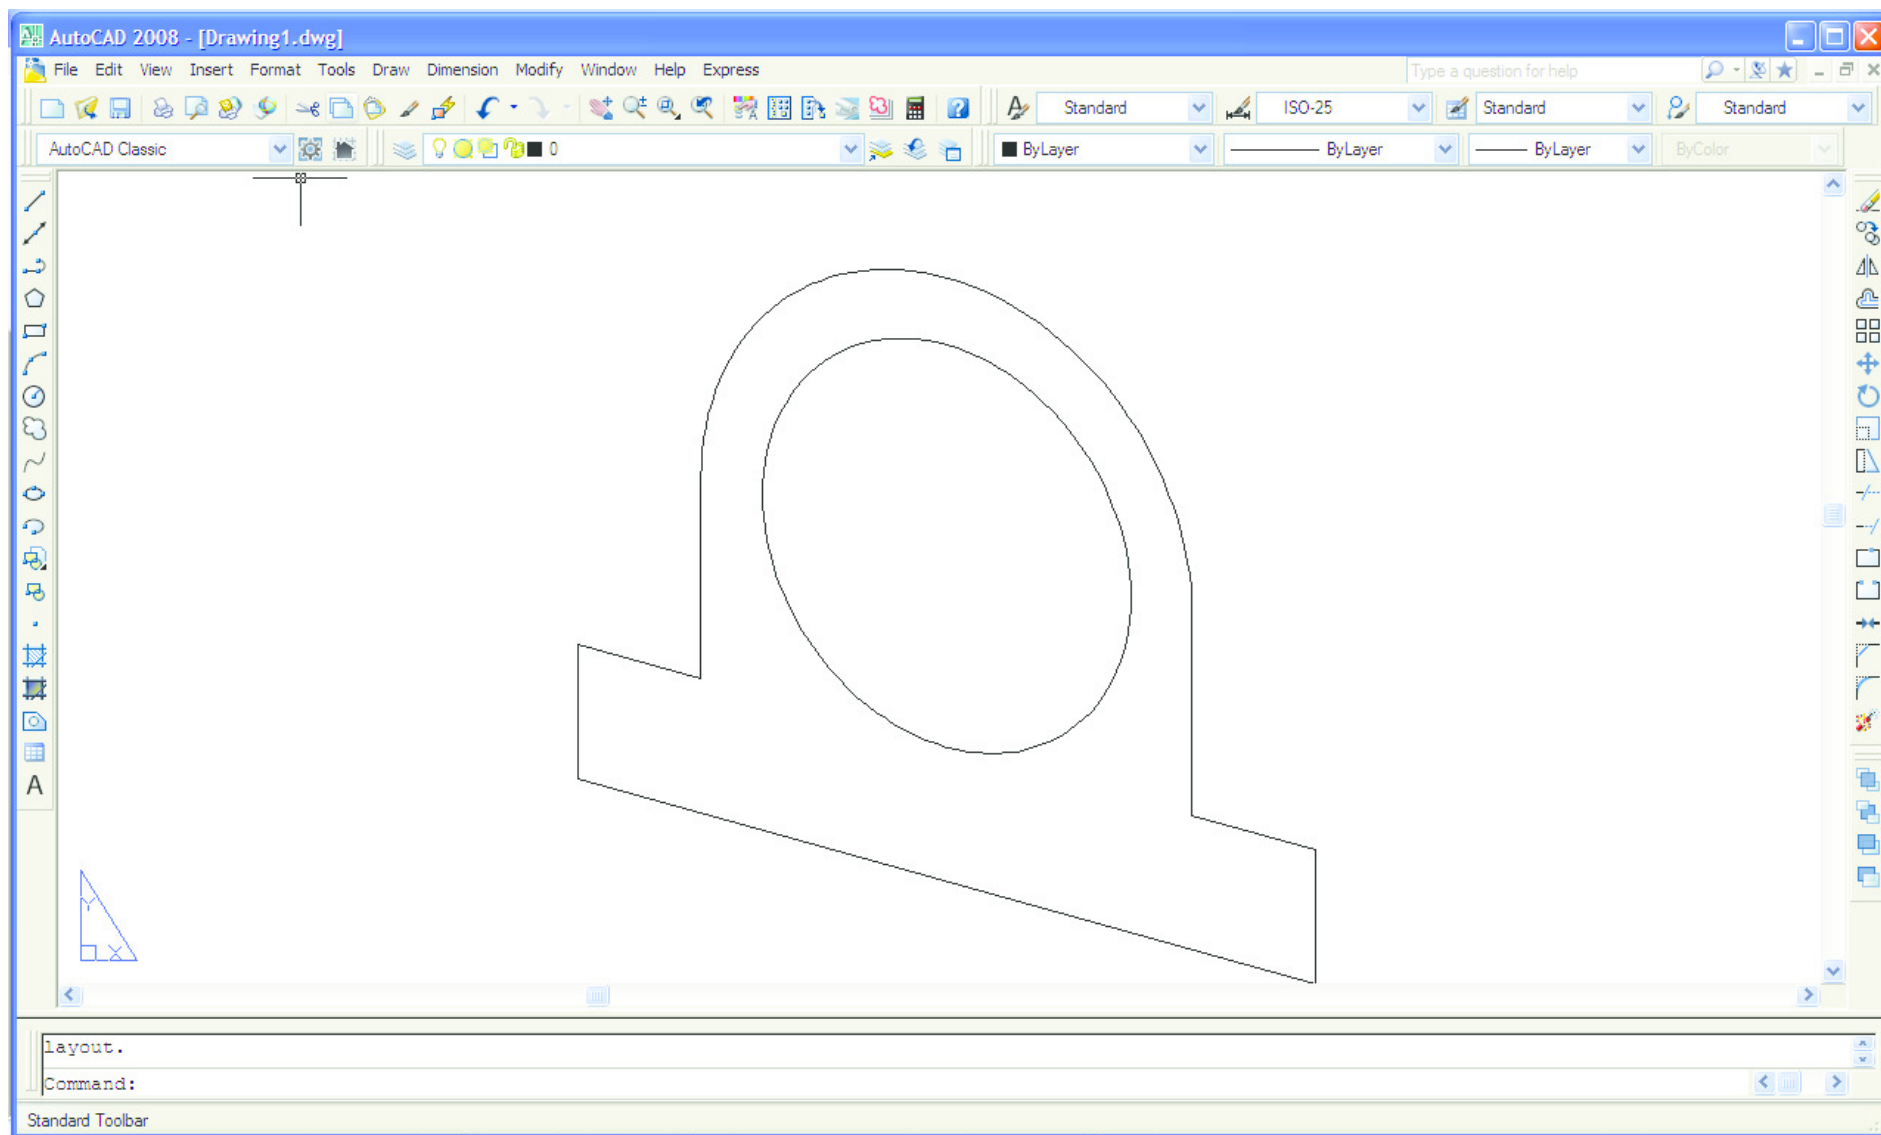 AutoCAD 2008 - [Drawing1.dwg]
File Edit View Insert Format Tools Draw Dimension Modify Window Help Express Type a question for help
Standard ISO-25 Standard Standard
AutoCAD Classic 0 ByLayer ByLayer ByLayer ByColor
A
Y
X
layout.
Command:
Standard Toolbar